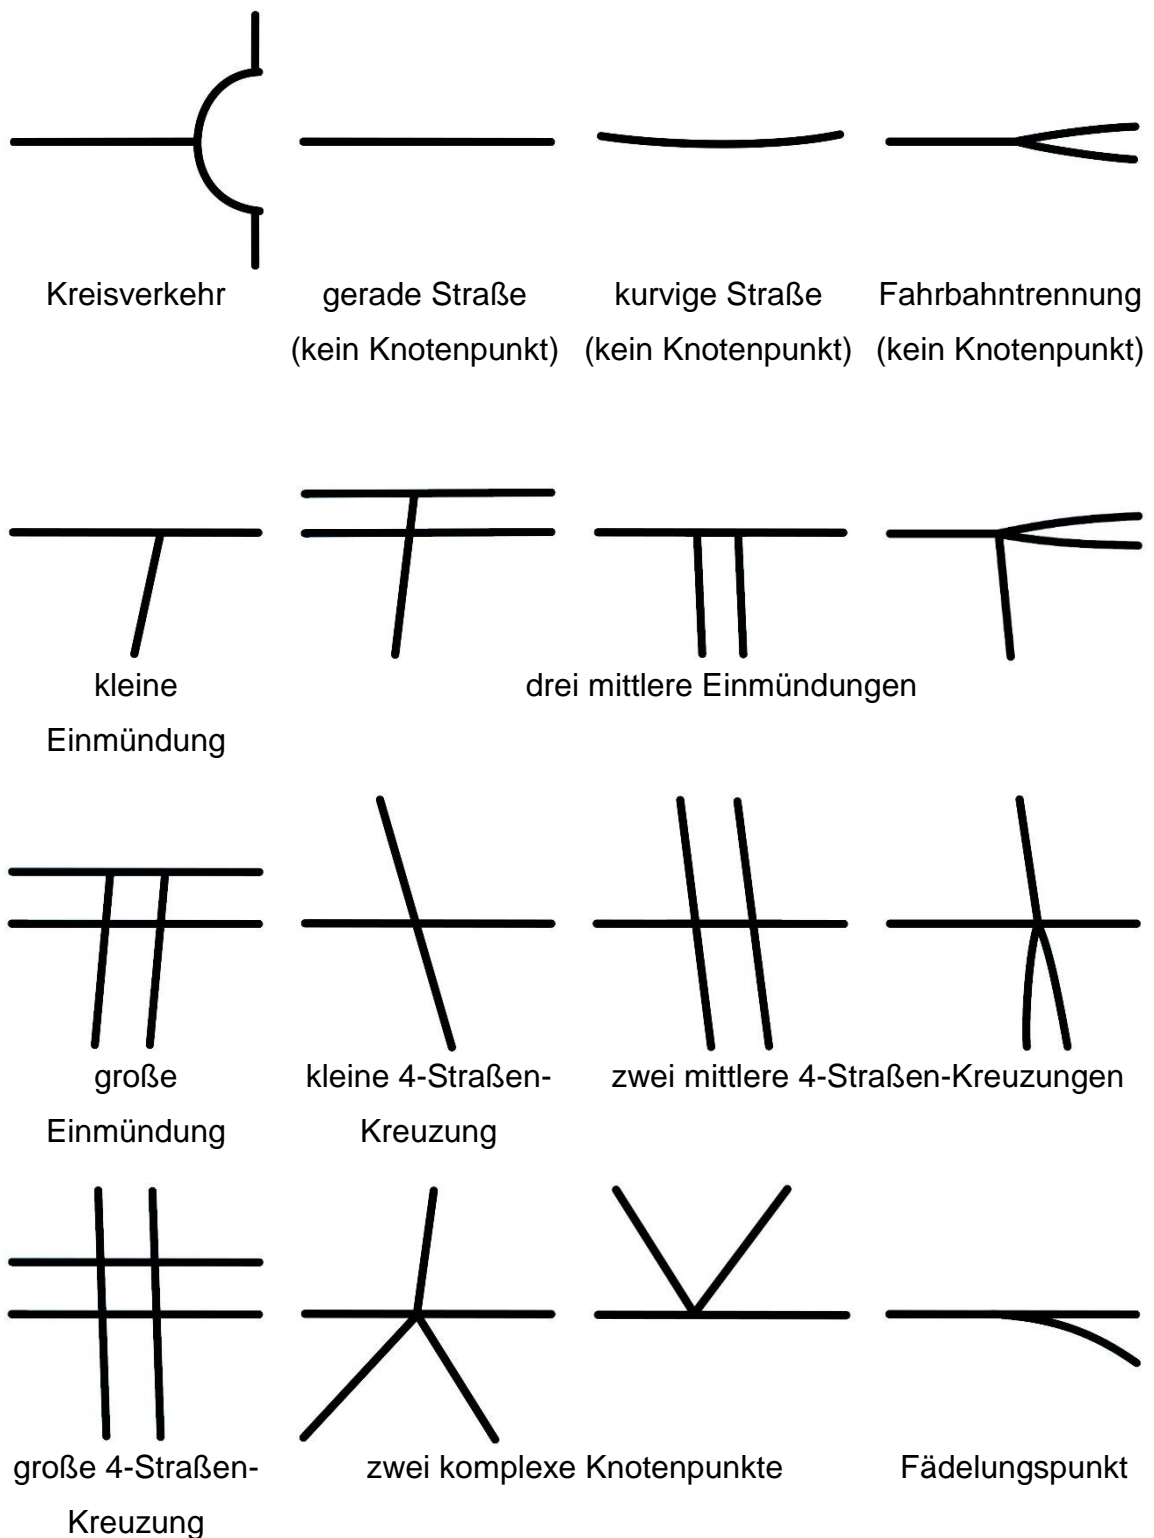 Kreisverkehr
gerade Straße
(kein Knotenpunkt)
kurvige Straße
(kein Knotenpunkt)
Fahrbahntrennung
(kein Knotenpunkt)
kleine
Einmündung
drei mittlere Einmündungen
große
Einmündung
kleine 4-Straßen-
Kreuzung
zwei mittlere 4-Straßen-Kreuzungen
große 4-Straßen-
Kreuzung
zwei komplexe Knotenpunkte
Fädelungspunkt